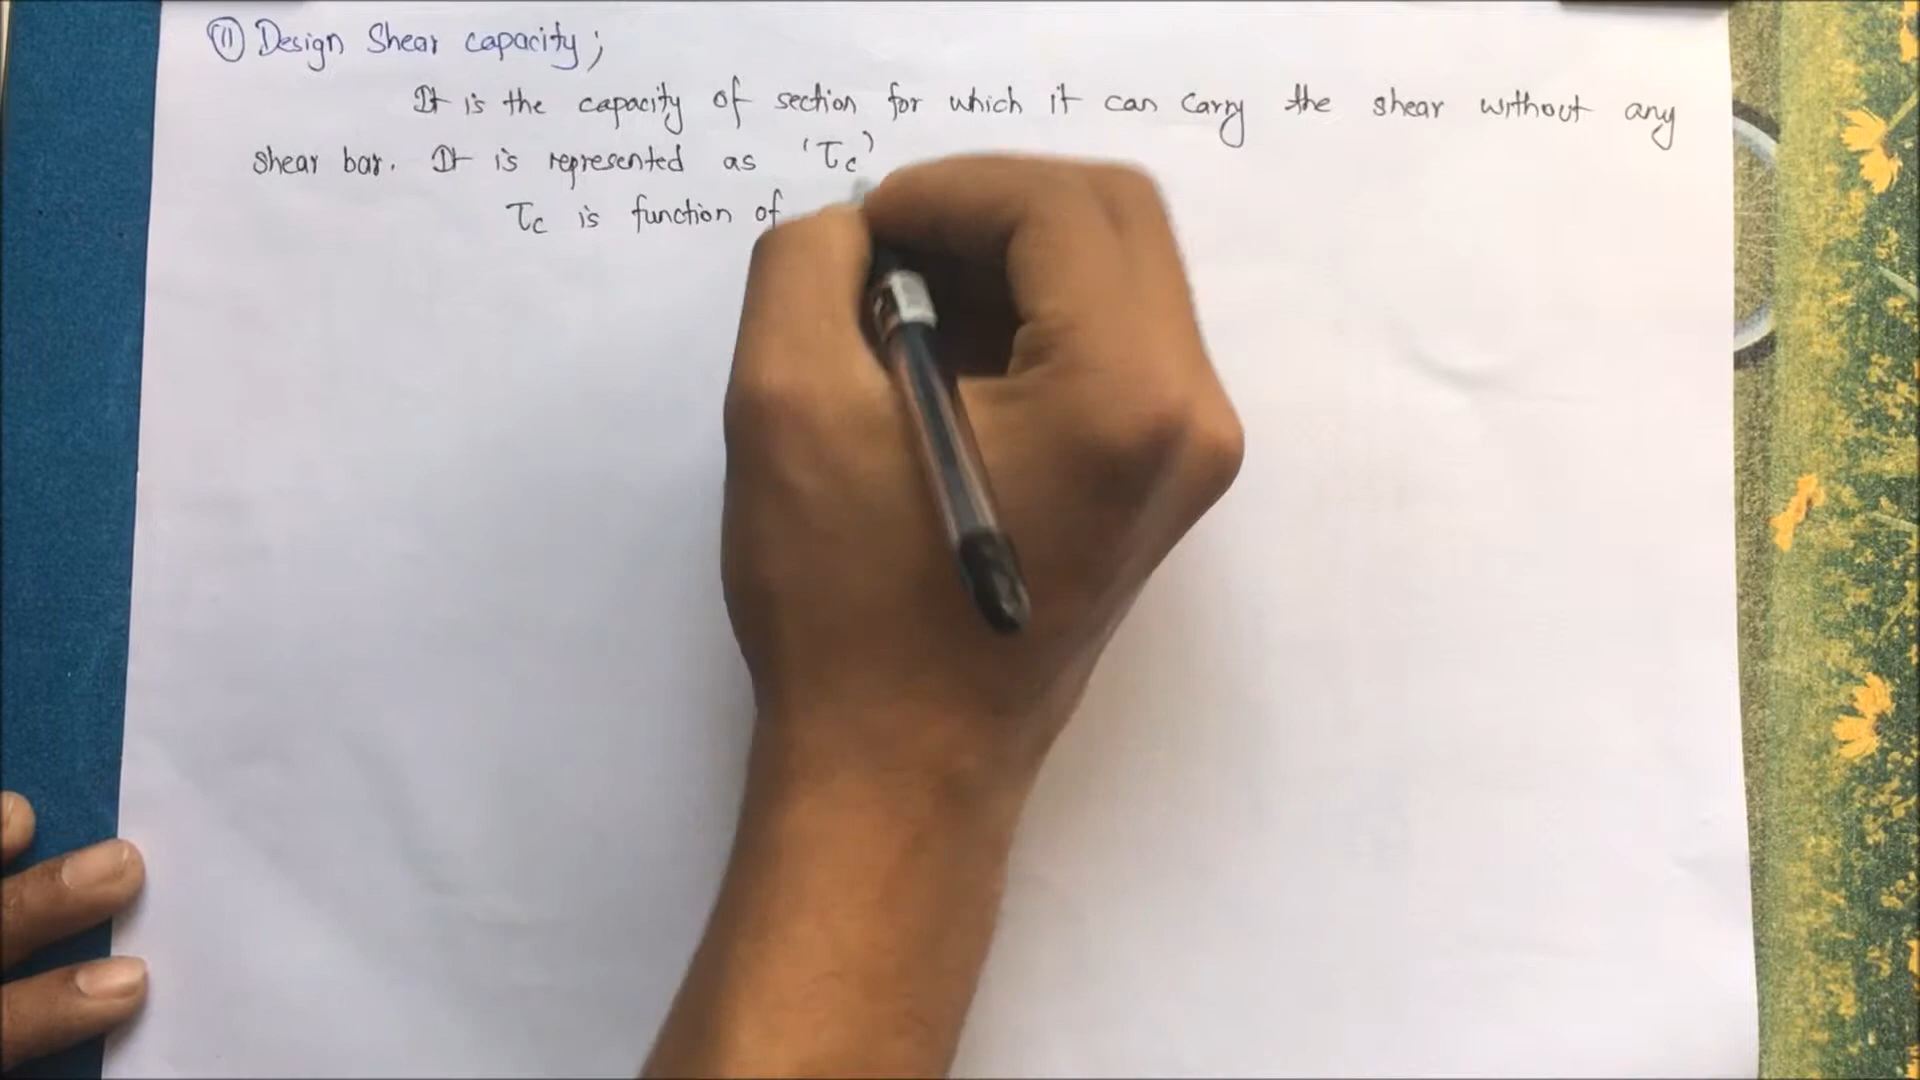 ⑪ Design Shear capacity;
It is the capacity of section for which it can carry the shear without any
shear bar. It is represented as 'τc'
τc is function of